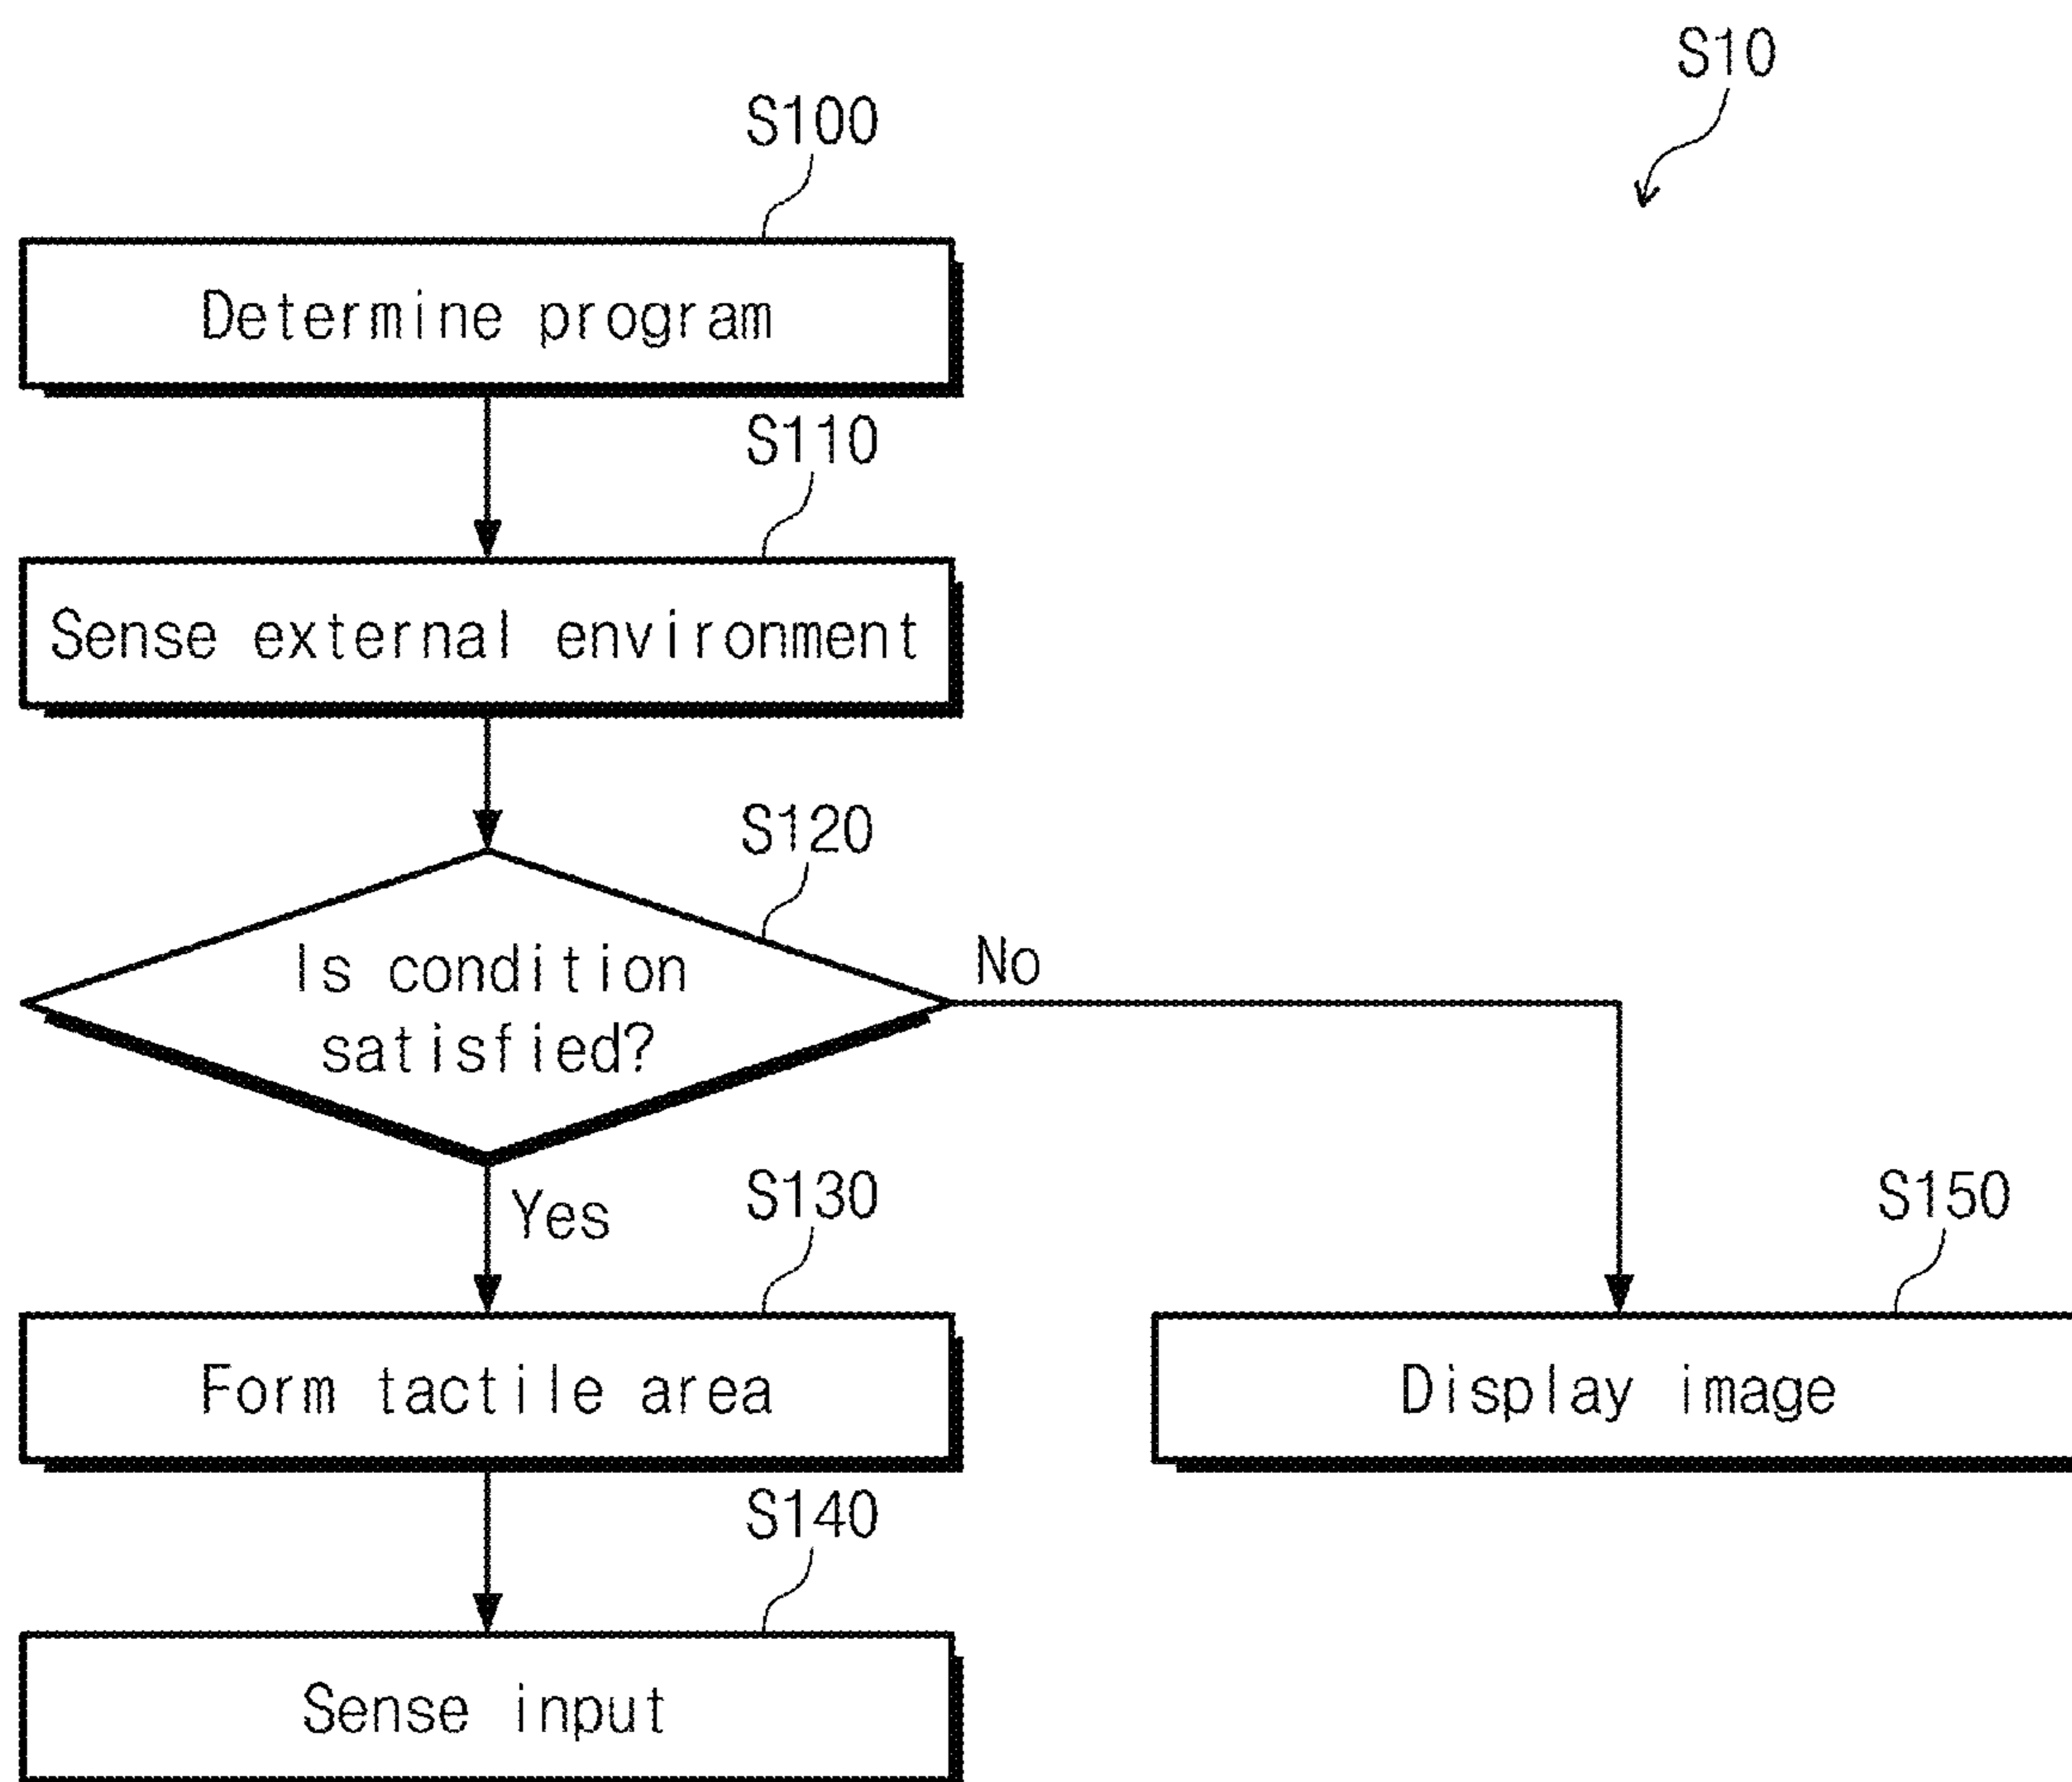 S10
S100
Determine program
S110
Sense external environment
S120
Is condition
satisfied?
No
Yes
S130
Form tactile area
S150
Display image
S140
Sense input